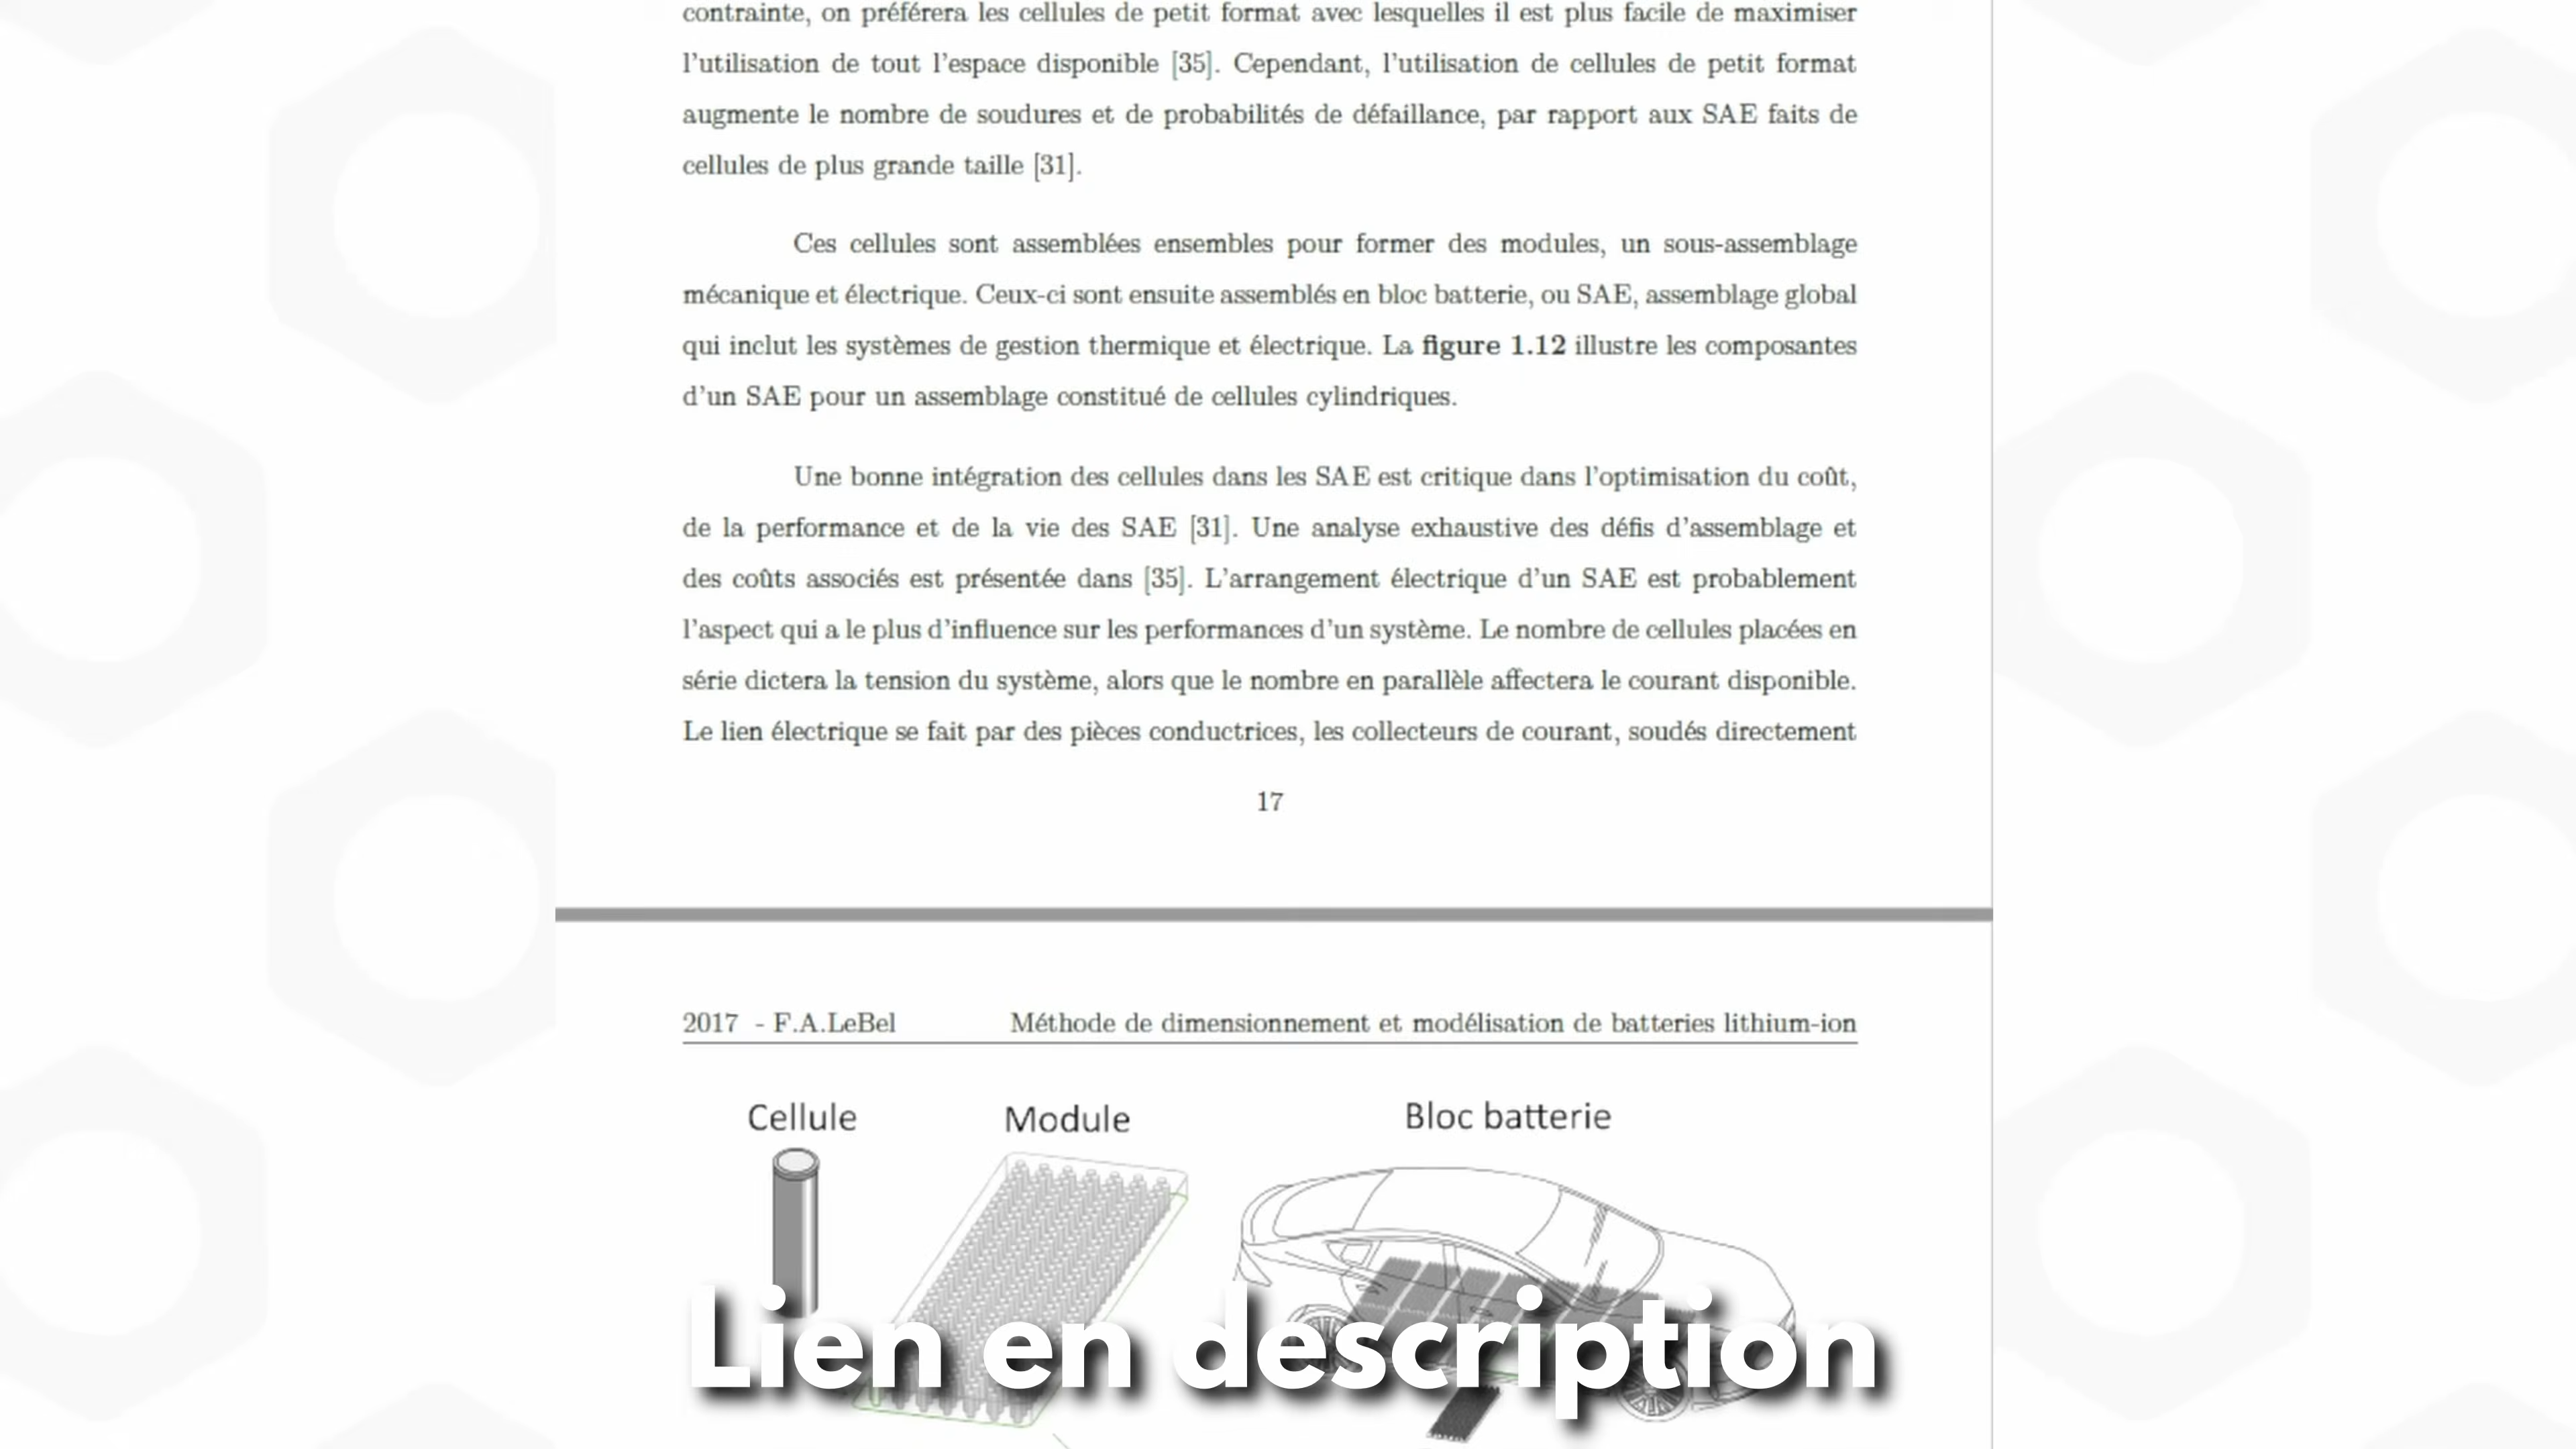 contrainte, on préférera les cellules de petit format avec lesquelles il est plus facile de maximiser
l'utilisation de tout l'espace disponible [35]. Cependant, l'utilisation de cellules de petit format
augmente le nombre de soudures et de probabilités de défaillance, par rapport aux SAE faits de
cellules de plus grande taille [31].
Ces cellules sont assemblées ensembles pour former des modules, un sous-assemblage
mécanique et électrique. Ceux-ci sont ensuite assemblés en bloc batterie, ou SAE, assemblage global
qui inclut les systèmes de gestion thermique et électrique. La figure 1.12 illustre les composantes
d'un SAE pour un assemblage constitué de cellules cylindriques.
Une bonne intégration des cellules dans les SAE est critique dans l'optimisation du coût,
de la performance et de la vie des SAE [31]. Une analyse exhaustive des défis d'assemblage et
des coûts associés est présentée dans [35]. L'arrangement électrique d'un SAE est probablement
l'aspect qui a le plus d'influence sur les performances d'un système. Le nombre de cellules placées en
série dictera la tension du système, alors que le nombre en parallèle affectera le courant disponible.
Le lien électrique se fait par des pièces conductrices, les collecteurs de courant, soudés directement
17
2017 - F.A.LeBel Méthode de dimensionnement et modélisation de batteries lithium-ion
Cellule Module Bloc batterie
Lien en description